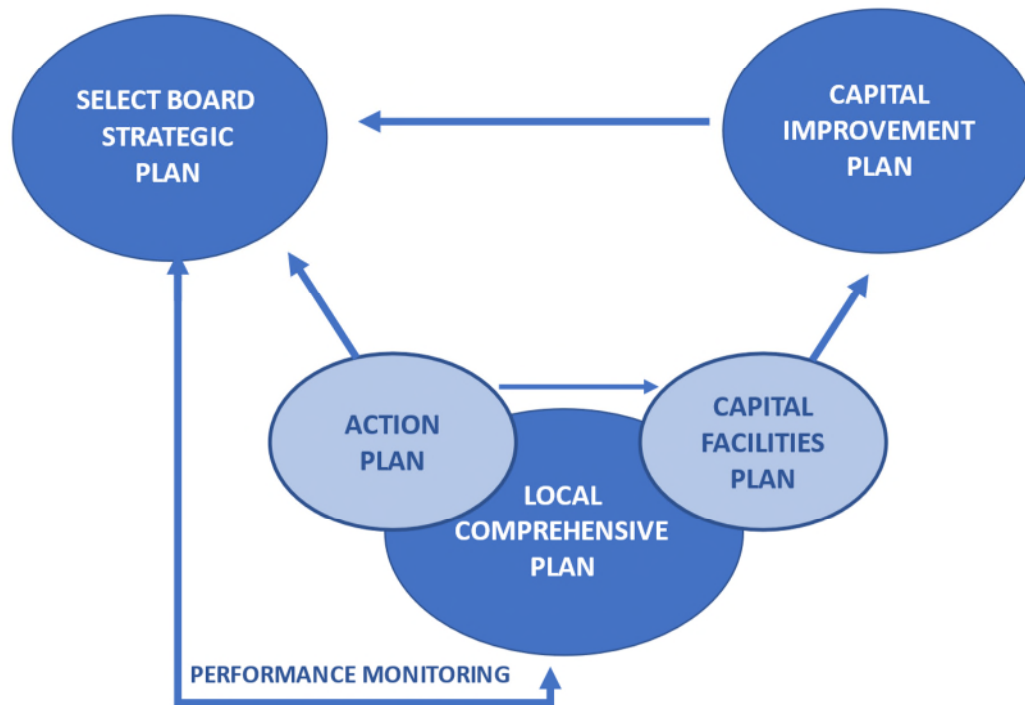 SELECT BOARD
STRATEGIC
PLAN
CAPITAL
IMPROVEMENT
PLAN
ACTION
PLAN
CAPITAL
FACILITIES
PLAN
LOCAL
COMPREHENSIVE
PLAN
PERFORMANCE MONITORING